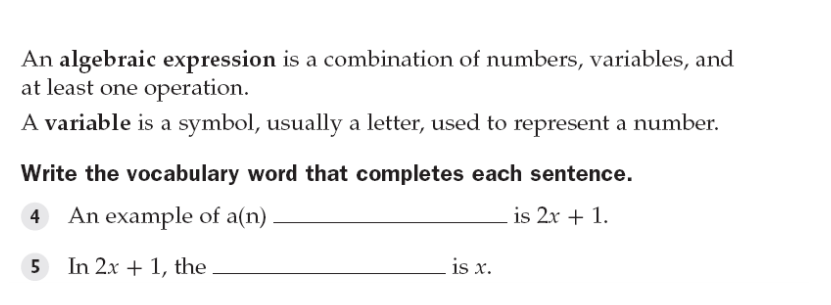 An algebraic expression is a combination of numbers, variables, and
at least one operation.
A variable is a symbol, usually a letter, used to represent a number.
Write the vocabulary word that completes each sentence.
4 An example of a(n) ____________________ is 2x + 1.
5 In 2x + 1, the ____________________ is x.